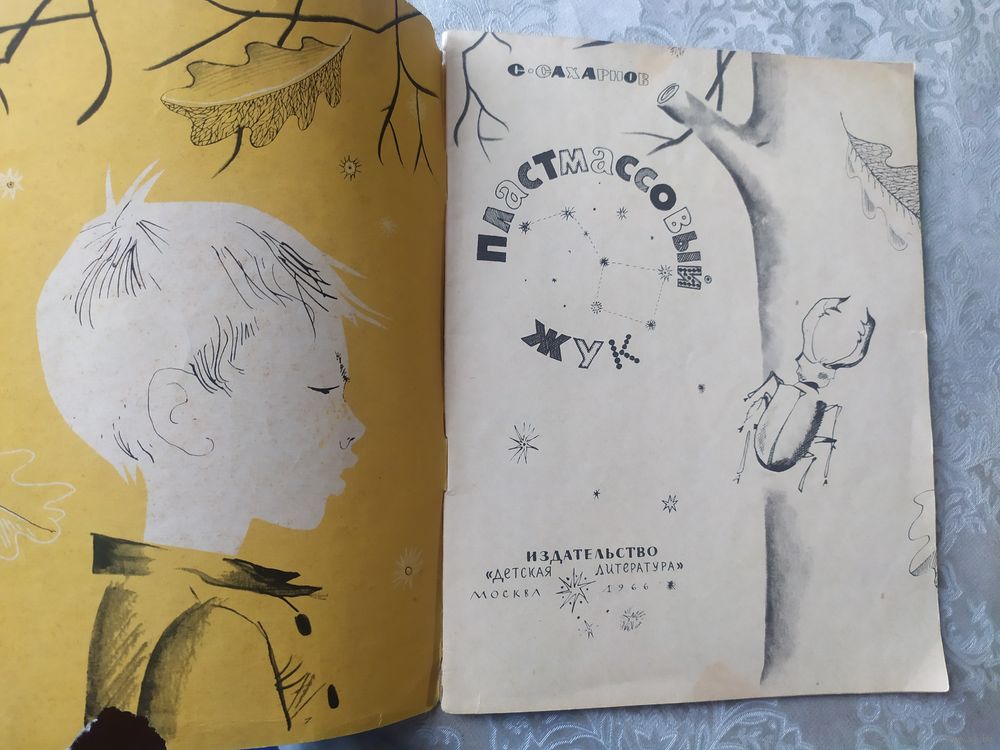 С. САХАРНОВ
ПЛаСТМаССОВЫЙ
ЖУК
ИЗДАТЕЛЬСТВО
«ДЕТСКАЯ ЛИТЕРАТУРА»
МОСКВА 1966